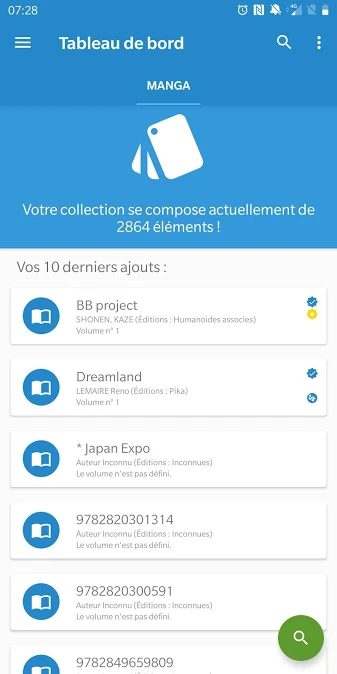 07:28
Tableau de bord
MANGA
Votre collection se compose actuellement de
2864 éléments !
Vos 10 derniers ajouts :
BB project
SHONEN, KAZE (Éditions : Humanoides associes)
Volume n° 1
Dreamland
LEMAIRE Reno (Éditions : Pika)
Volume n° 1
* Japan Expo
Auteur Inconnu (Éditions : Inconnues)
Le volume n'est pas défini.
9782820301314
Auteur Inconnu (Éditions : Inconnues)
Le volume n'est pas défini.
9782820300591
Auteur Inconnu (Éditions : Inconnues)
Le volume n'est pas défini.
9782849659809